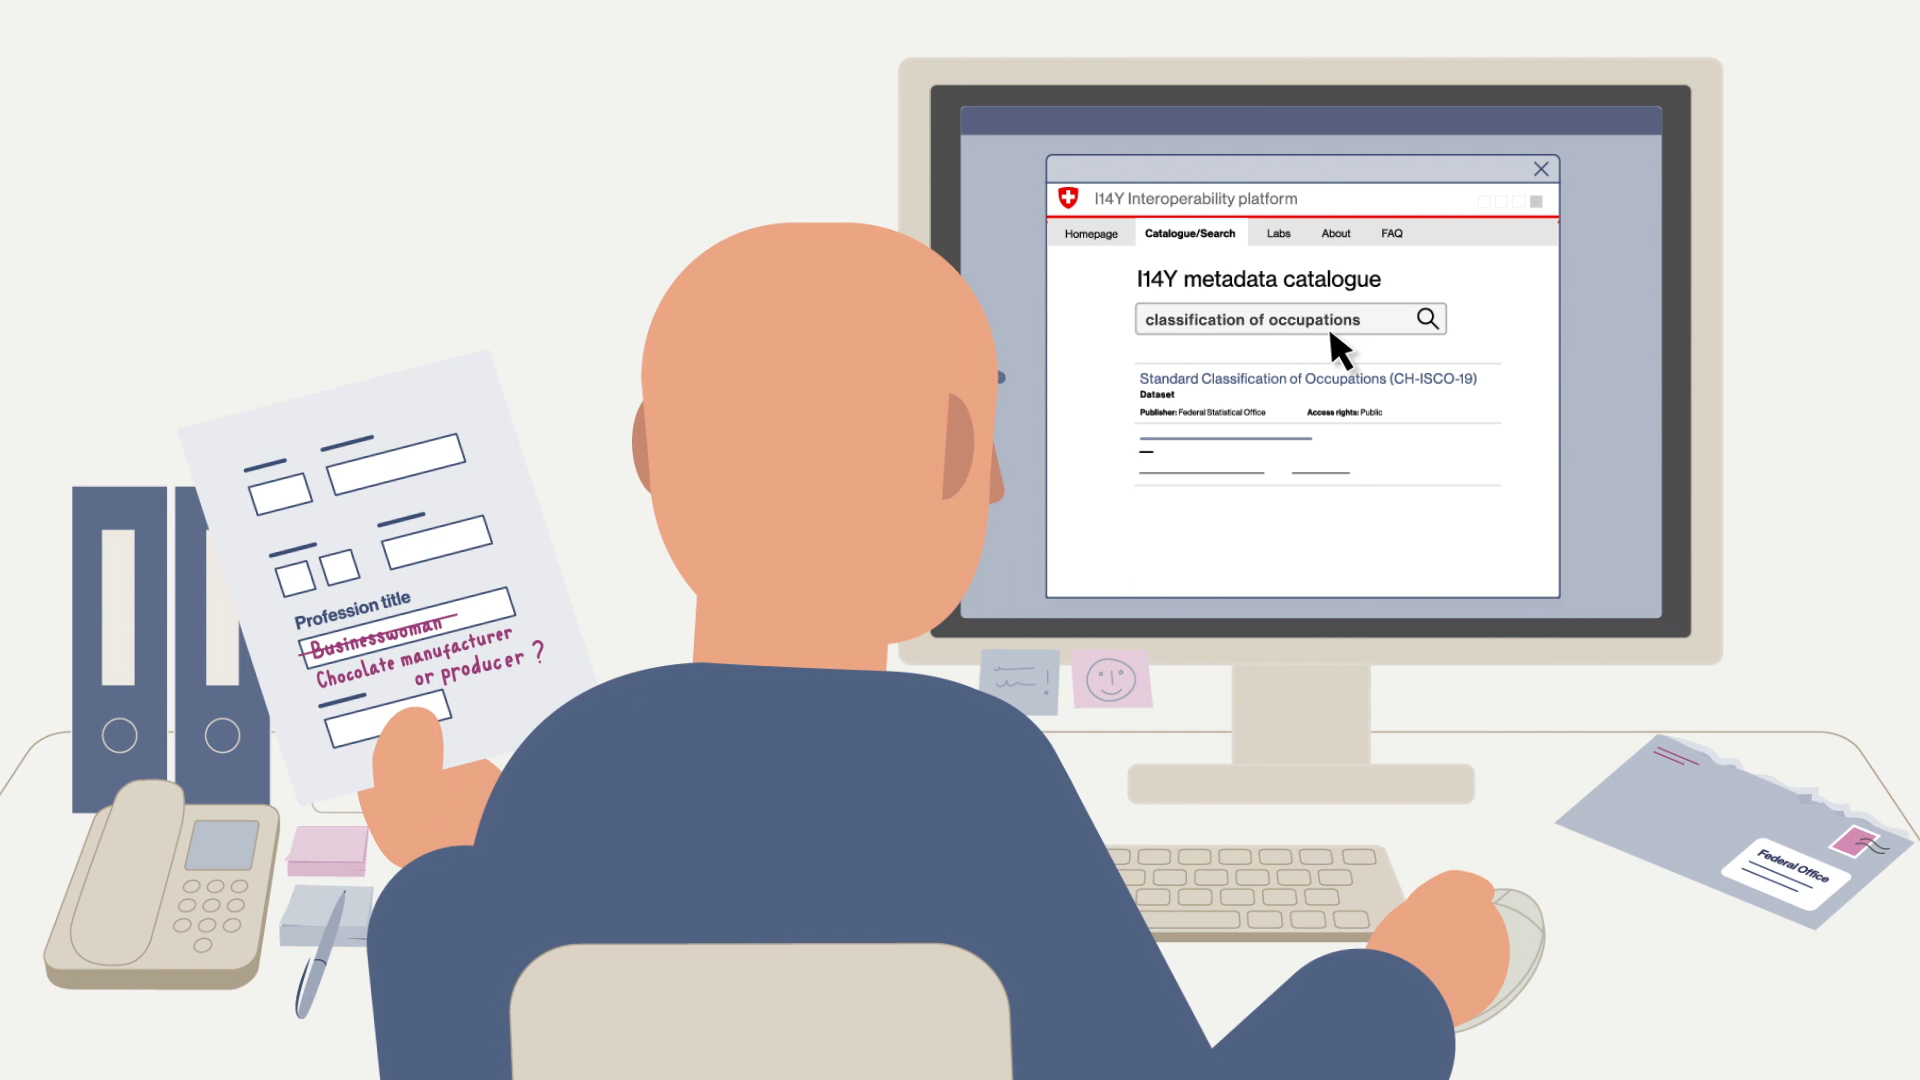 I14Y Interoperability platform
Homepage Catalogue/Search Labs About FAQ
I14Y metadata catalogue
classification of occupations
Standard Classification of Occupations (CH-ISCO-19)
Dataset
Publisher: Federal Statistical Office Access rights: Public
Profession title
Businesswoman
Chocolate manufacturer
or producer ?
Federal Office